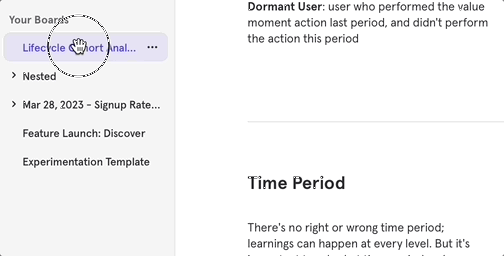 Your Boards
Lifecycle Cohort Anal...
Nested
Mar 28, 2023 - Signup Rate...
Feature Launch: Discover
Experimentation Template
Dormant User: user who performed the value
moment action last period, and didn't perform
the action this period
Time Period
There's no right or wrong time period;
learnings can happen at every level. But it's